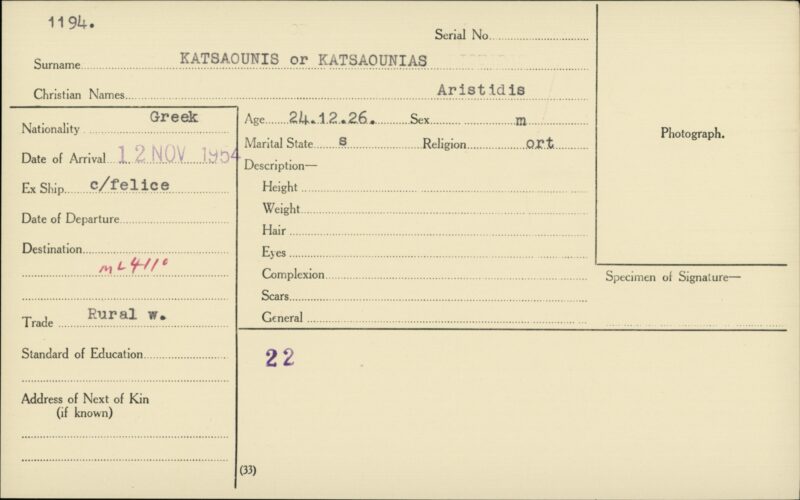 1194.
Serial No.
Surname KATSAOUNIS or KATSAOUNIAS
Christian Names Aristidis
Nationality Greek
Date of Arrival 12 NOV 1954
Ex Ship c/felice
Date of Departure
Destination
ML4110
Trade Rural w.
Standard of Education
Address of Next of Kin
(if known)
Age 24.12.26. Sex m
Marital State s Religion ort
Description—
Height
Weight
Hair
Eyes
Complexion
Scars
General
22
(33)
Photograph.
Specimen of Signature—